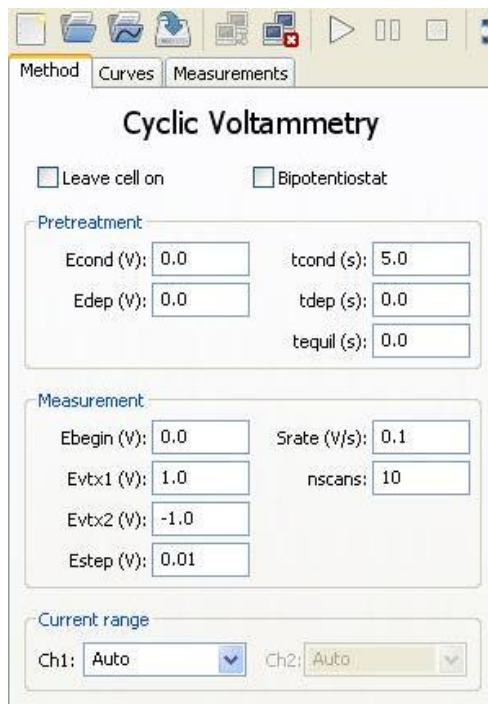 Method Curves Measurements
Cyclic Voltammetry
Leave cell on Bipotentiostat
Pretreatment
Econd (V): 0.0 tcond (s): 5.0
Edep (V): 0.0 tdep (s): 0.0
tequil (s): 0.0
Measurement
Ebegin (V): 0.0 Srate (V/s): 0.1
Evtx1 (V): 1.0 nscans: 10
Evtx2 (V): -1.0
Estep (V): 0.01
Current range
Ch1: Auto Ch2: Auto